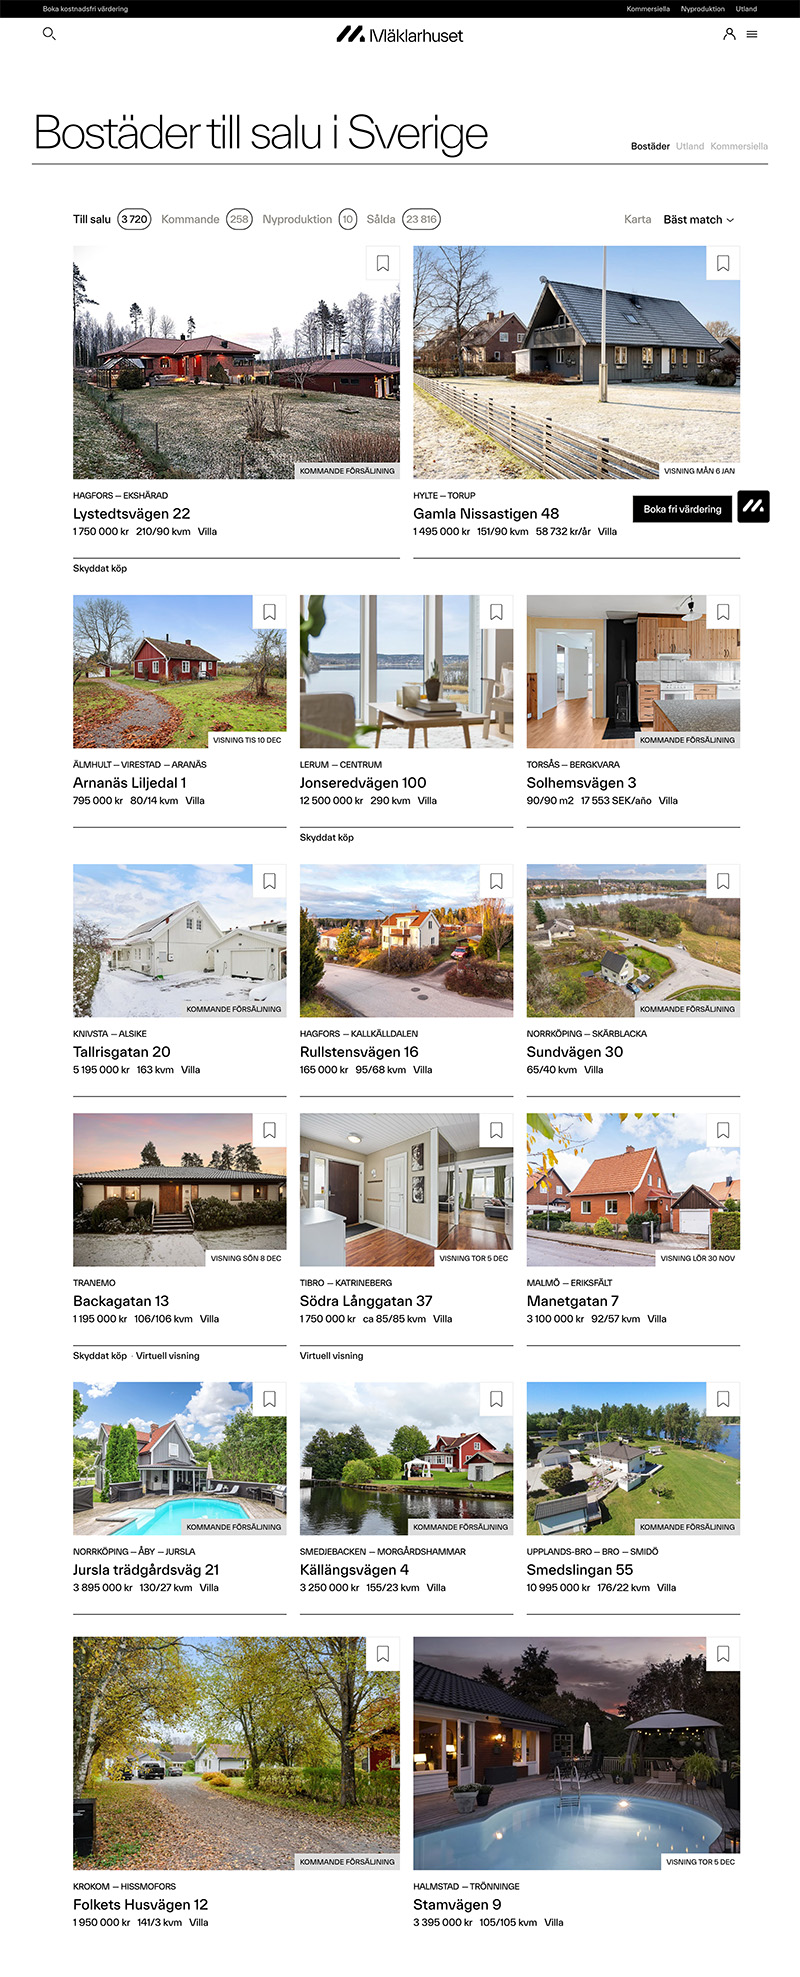 Boka kostnadsfri värdering
Kommersiella Nyproduktion Utland
Mäklarhuset
Bostäder till salu i Sverige
Bostäder Utland Kommersiella
Till salu 3 720 Kommande 258 Nyproduktion 10 Sålda 23 816
Karta Bäst match
KOMMANDE FÖRSÄLJNING
HAGFORS – EKSHÄRAD
Lystedtsvägen 22
1 750 000 kr 210/90 kvm Villa
Skyddat köp
VISNING MÅN 6 JAN
HYLTE – TORUP
Gamla Nissastigen 48
1 495 000 kr 151/90 kvm 58 732 kr/år Villa
Boka fri värdering
VISNING TIS 10 DEC
ÄLMHULT – VIRESTAD – ARANÄS
Arnanäs Liljedal 1
795 000 kr 80/14 kvm Villa
LERUM – CENTRUM
Jonseredvägen 100
12 500 000 kr 290 kvm Villa
Skyddat köp
KOMMANDE FÖRSÄLJNING
TORSÅS – BERGKVARA
Solhemsvägen 3
90/90 m2 17 553 SEK/año Villa
KOMMANDE FÖRSÄLJNING
KNIVSTA – ALSIKE
Tallrisgatan 20
5 195 000 kr 163 kvm Villa
HAGFORS – KALLKÄLLDALEN
Rullstensvägen 16
165 000 kr 95/68 kvm Villa
KOMMANDE FÖRSÄLJNING
NORRKÖPING – SKÄRBLACKA
Sundvägen 30
65/40 kvm Villa
VISNING SÖN 8 DEC
TRANEMO
Backagatan 13
1 195 000 kr 106/106 kvm Villa
Skyddat köp · Virtuell visning
VISNING TOR 5 DEC
TIBRO – KATRINEBERG
Södra Långgatan 37
1 750 000 kr ca 85/85 kvm Villa
Virtuell visning
VISNING LÖR 30 NOV
MALMÖ – ERIKSFÄLT
Manetgatan 7
3 100 000 kr 92/57 kvm Villa
KOMMANDE FÖRSÄLJNING
NORRKÖPING – ÅBY – JURSLA
Jursla trädgårdsväg 21
3 895 000 kr 130/27 kvm Villa
KOMMANDE FÖRSÄLJNING
SMEDJEBACKEN – MORGÅRDSHAMMAR
Källängsvägen 4
3 250 000 kr 155/23 kvm Villa
KOMMANDE FÖRSÄLJNING
UPPLANDS-BRO – BRO – SMIDÖ
Smedslingan 55
10 995 000 kr 176/22 kvm Villa
KOMMANDE FÖRSÄLJNING
KROKOM – HISSMOFORS
Folkets Husvägen 12
1 950 000 kr 141/3 kvm Villa
VISNING TOR 5 DEC
HALMSTAD – TRÖNNINGE
Stamvägen 9
3 395 000 kr 105/105 kvm Villa